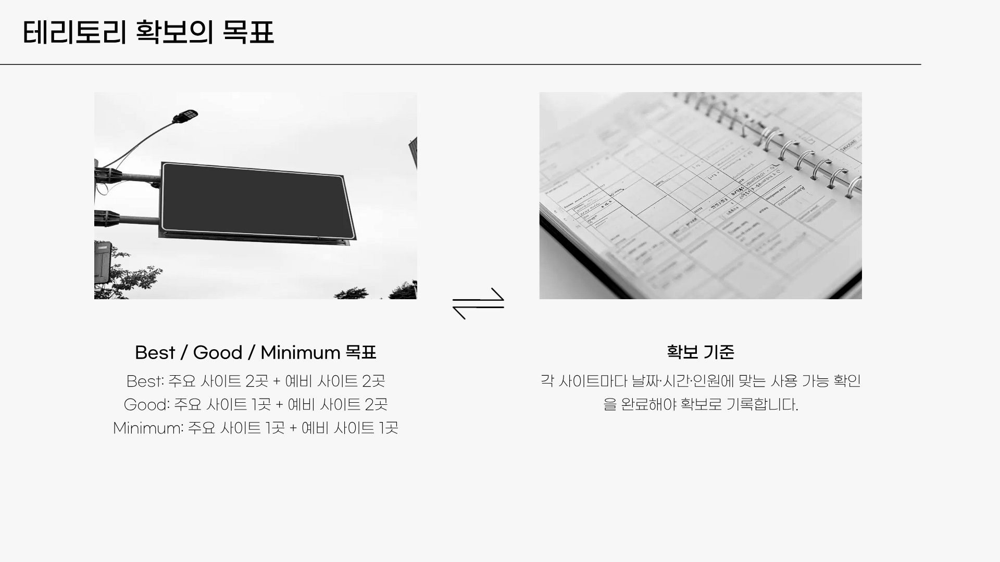 테리토리 확보의 목표
Best / Good / Minimum 목표
Best: 주요 사이트 2곳 + 예비 사이트 2곳
Good: 주요 사이트 1곳 + 예비 사이트 2곳
Minimum: 주요 사이트 1곳 + 예비 사이트 1곳
확보 기준
각 사이트마다 날짜·시간·인원에 맞는 사용 가능 확인
을 완료해야 확보로 기록합니다.